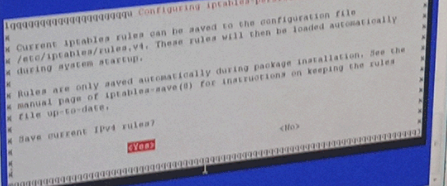 Configuring iptables-pers
Current iptables rules can be saved to the configuration file
/etc/iptables/rules.v4. These rules will then be loaded automatically
during system startup.
Rules are only saved automatically during package installation. See the
manual page of iptables-save(8) for instructions on keeping the rules
file up-to-date.
Save current IPv4 rules?
<Yes> <No>